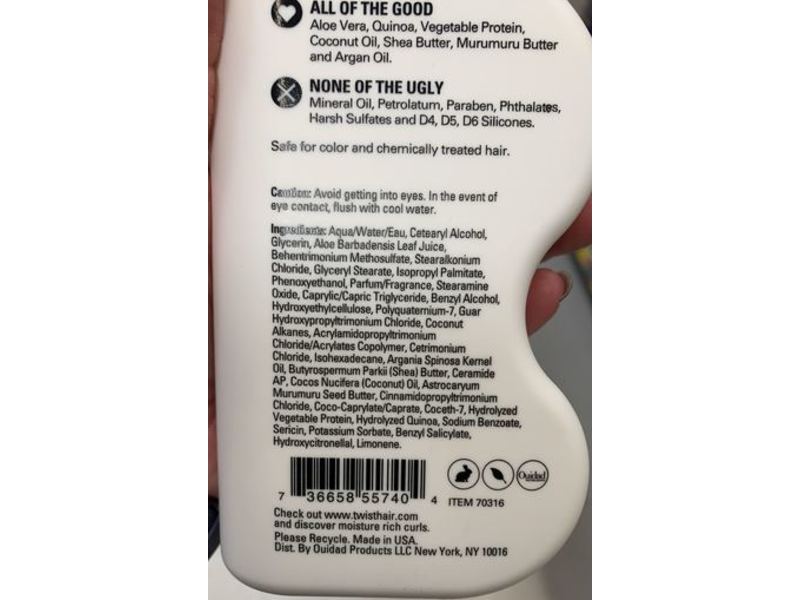 ALL OF THE GOOD
Aloe Vera, Quinoa, Vegetable Protein,
Coconut Oil, Shea Butter, Murumuru Butter
and Argan Oil.
NONE OF THE UGLY
Mineral Oil, Petrolatum, Paraben, Phthalates,
Harsh Sulfates and D4, D5, D6 Silicones.
Safe for color and chemically treated hair.
Caution: Avoid getting into eyes. In the event of
eye contact, flush with cool water.
Ingredients: Aqua/Water/Eau, Cetearyl Alcohol,
Glycerin, Aloe Barbadensis Leaf Juice,
Behentrimonium Methosulfate, Stearalkonium
Chloride, Glyceryl Stearate, Isopropyl Palmitate,
Phenoxyethanol, Parfum/Fragrance, Stearamine
Oxide, Caprylic/Capric Triglyceride, Benzyl Alcohol,
Hydroxyethylcellulose, Polyquaternium-7, Guar
Hydroxypropyltrimonium Chloride, Coconut
Alkanes, Acrylamidopropyltrimonium
Chloride/Acrylates Copolymer, Cetrimonium
Chloride, Isohexadecane, Argania Spinosa Kernel
Oil, Butyrospermum Parkii (Shea) Butter, Ceramide
AP, Cocos Nucifera (Coconut) Oil, Astrocaryum
Murumuru Seed Butter, Cinnamidopropyltrimonium
Chloride, Coco-Caprylate/Caprate, Coceth-7, Hydrolyzed
Vegetable Protein, Hydrolyzed Quinoa, Sodium Benzoate,
Sericin, Potassium Sorbate, Benzyl Salicylate,
Hydroxycitronellal, Limonene.
7 36658 55740 4
Ouidad
ITEM 70316
Check out www.twisthair.com
and discover moisture rich curls.
Please Recycle. Made in USA.
Dist. By Ouidad Products LLC New York, NY 10016